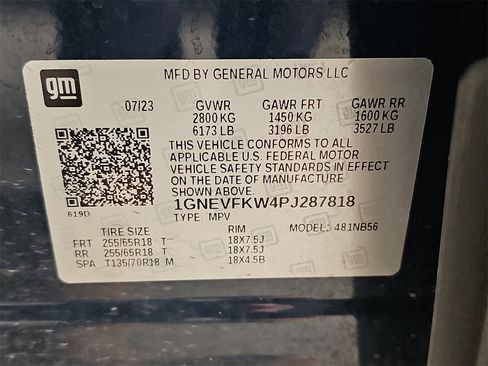 gm
MFD BY GENERAL MOTORS LLC
07/23 GVWR GAWR FRT GAWR RR
2800 KG 1450 KG 1600 KG
6173 LB 3196 LB 3527 LB
THIS VEHICLE CONFORMS TO ALL
APPLICABLE U.S. FEDERAL MOTOR
VEHICLE SAFETY STANDARDS IN EFFECT
ON THE DATE OF MANUFACTURE
SHOWN ABOVE.
619D
1GNEVFKW4PJ287818
TYPE: MPV MODEL: 481NB56
TIRE SIZE RIM
FRT 255/65R18 T 18X7.5J
RR 255/65R18 T 18X7.5J
SPA T135/70R18 M 18X4.5B